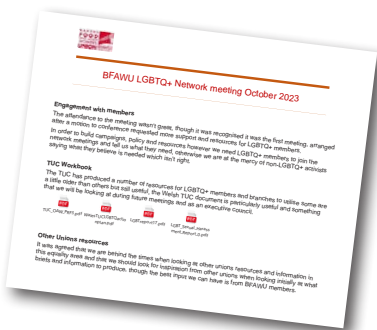 FOOD
UNION
BFAWU LGBTQ+ Network meeting October 2023
Engagement with members
The attendance to the meeting wasn't great, though it was recognised it was the first meeting, arranged
after a motion to conference requested more support and resources for LGBTQ+ members.
In order to build campaigns, policy and resources however we need LGBTQ+ members to join the
network meetings and tell us what they need, otherwise we are at the mercy of non-LGBTQ+ activists
saying what they believe is needed which isn't right.
TUC Workbook
The TUC has produced a number of resources for LGBTQ+ members and branches to utilise some are
a little older than others but still useful, the Welsh TUC document is particularly useful and something
that we will be looking at during future meetings and as an executive council.
Other Unions resources
It was agreed that we are behind the times when looking at other unions resources and information in
this equality area and that we should look for inspiration from other unions when looking initially at what
briefs and information to produce, though the best input we can have is from BFAWU members.